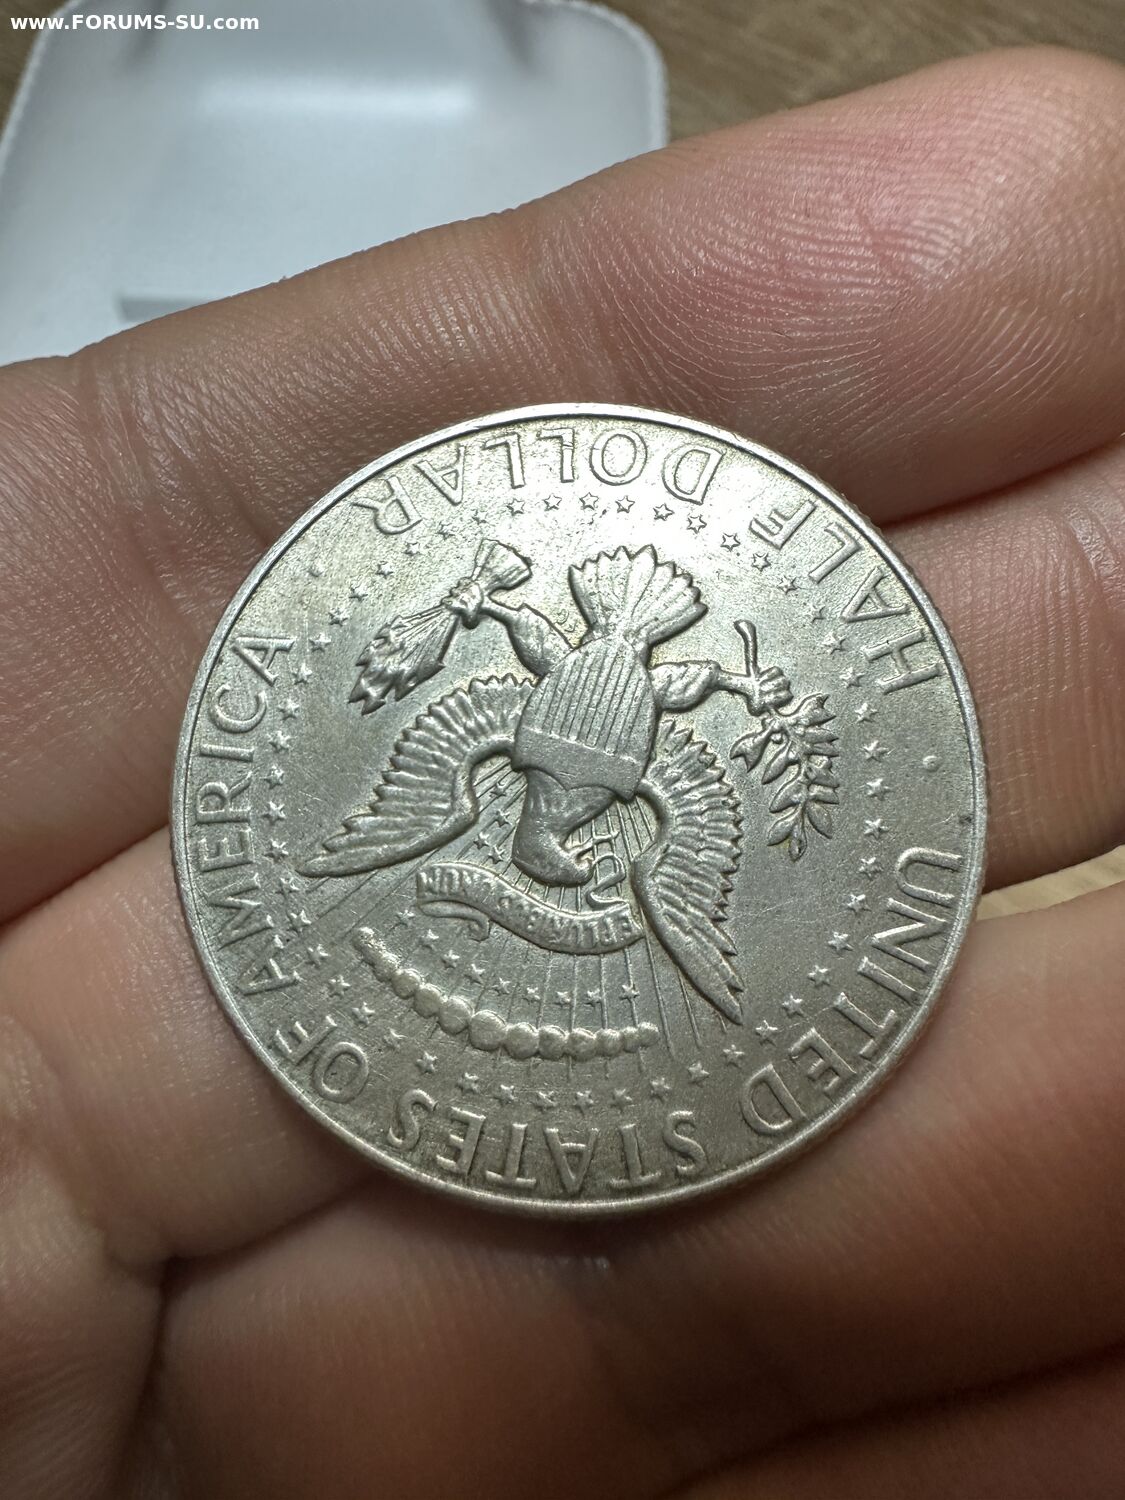 www.FORUMS-SU.com
UNITED STATES OF AMERICA
HALF DOLLAR
E PLURIBUS UNUM